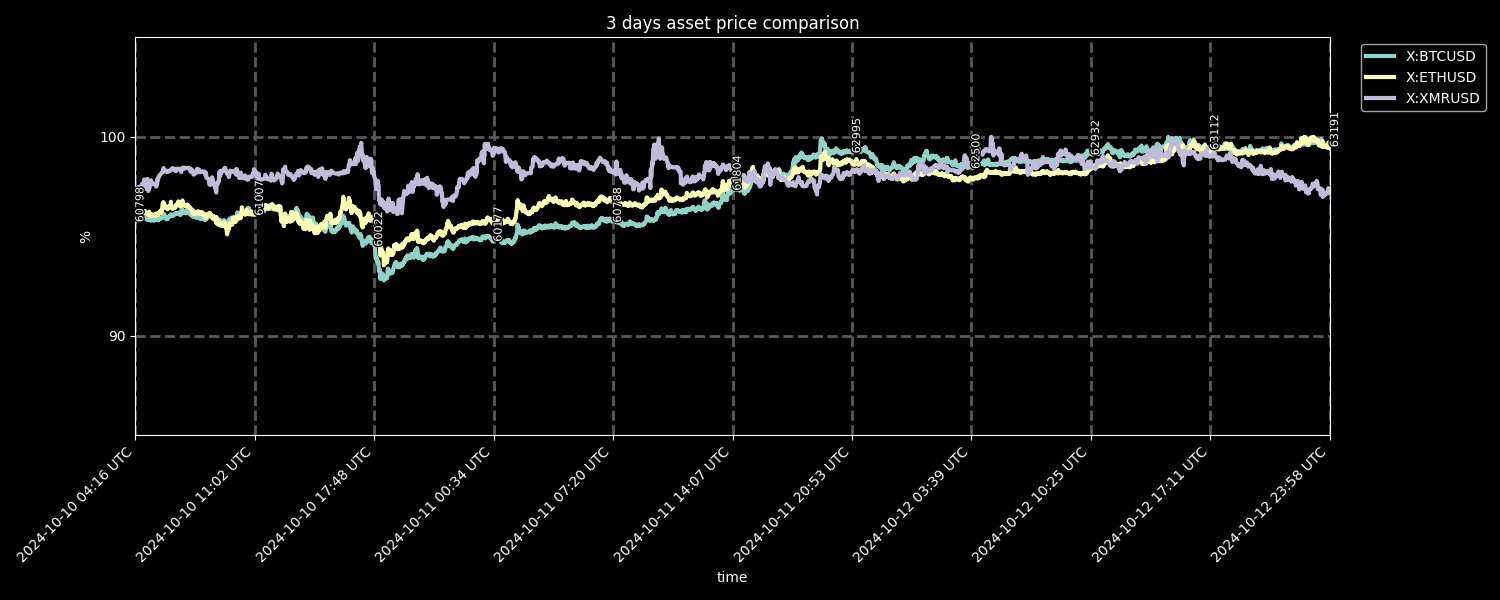 3 days asset price comparison
X:BTCUSD
X:ETHUSD
X:XMRUSD
100
90
%
60798
61007
60022
60177
60788
61804
62995
62500
62932
63112
63191
2024-10-10 04:16 UTC
2024-10-10 11:02 UTC
2024-10-10 17:48 UTC
2024-10-11 00:34 UTC
2024-10-11 07:20 UTC
2024-10-11 14:07 UTC
2024-10-11 20:53 UTC
2024-10-12 03:39 UTC
2024-10-12 10:25 UTC
2024-10-12 17:11 UTC
2024-10-12 23:58 UTC
time